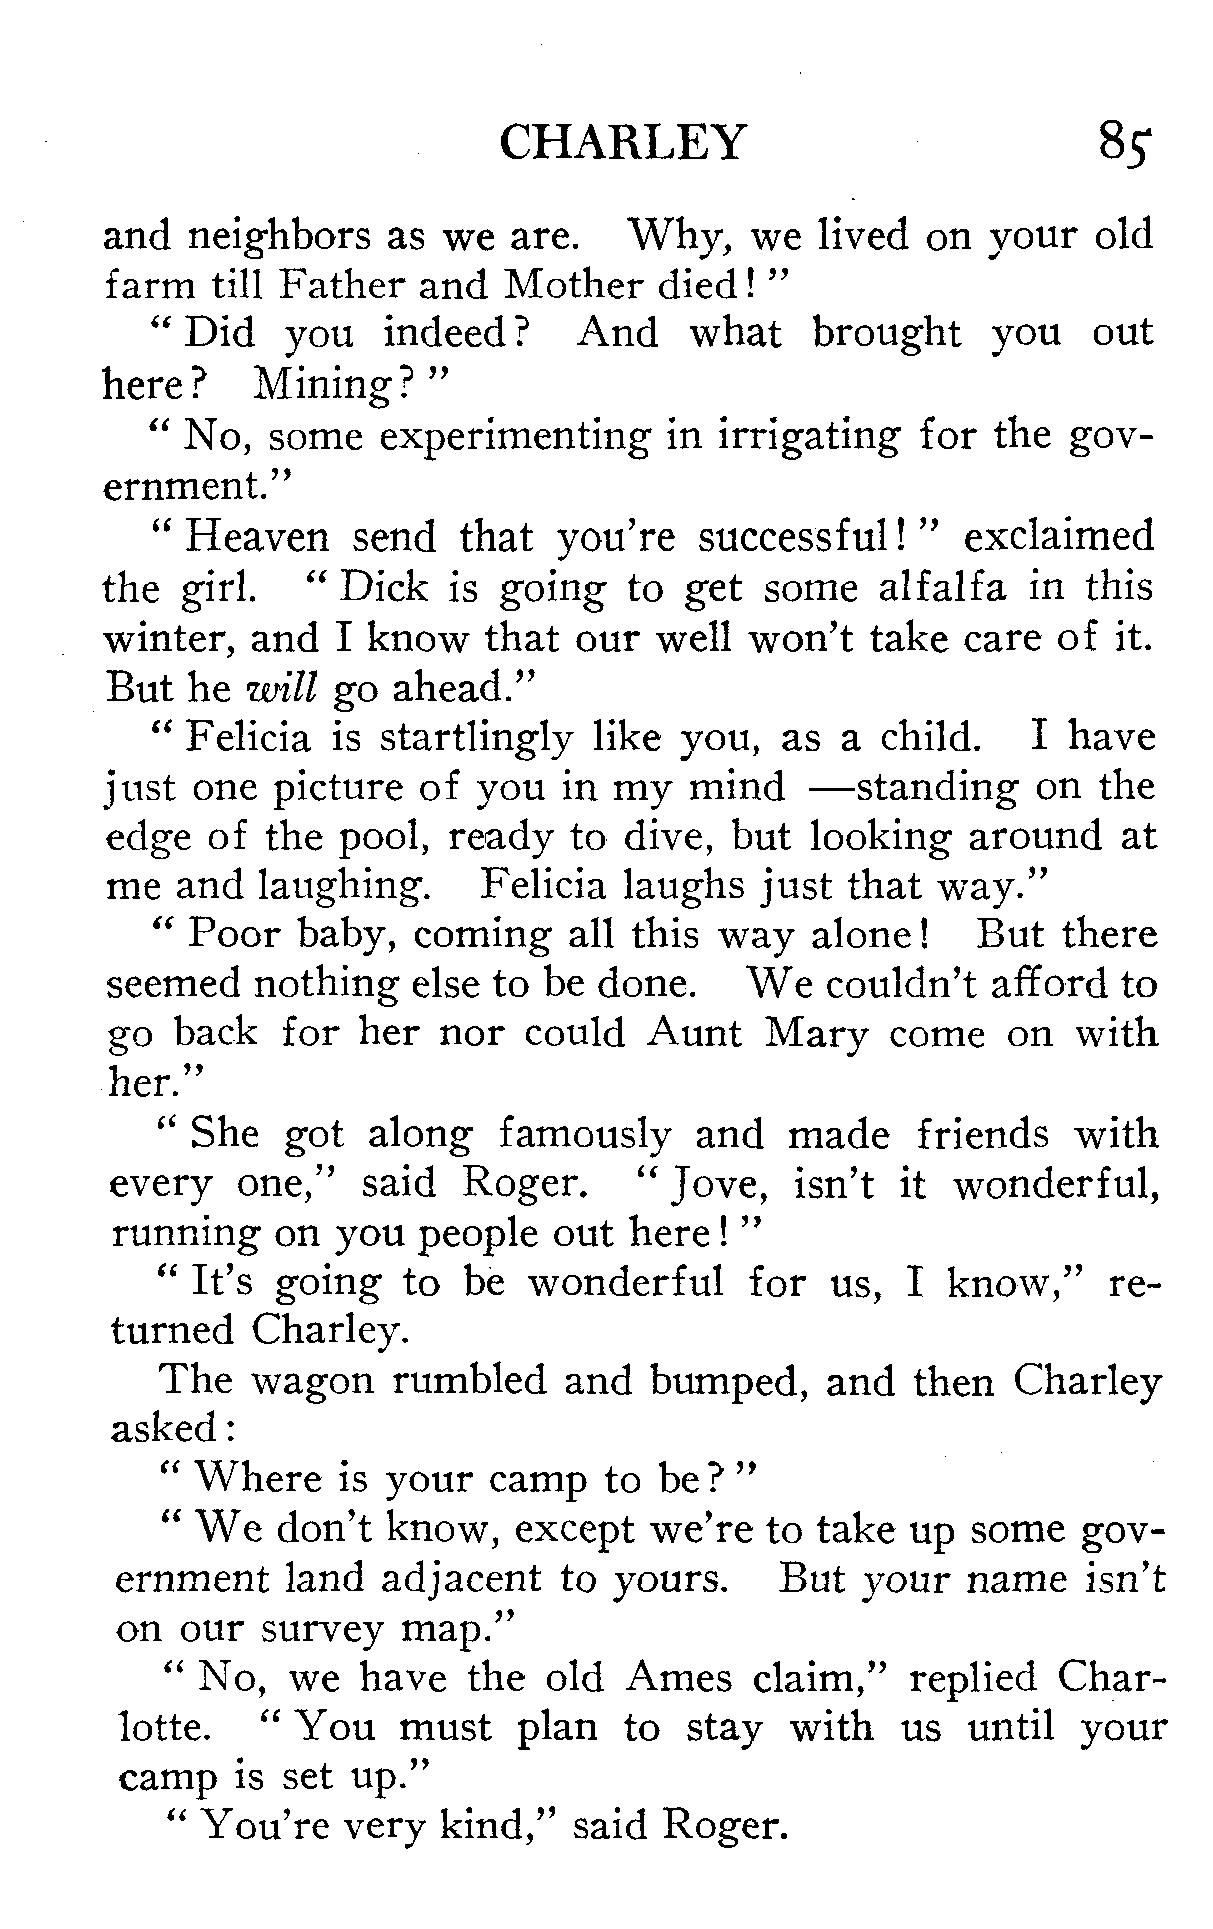 CHARLEY 85
and neighbors as we are. Why, we lived on your old
farm till Father and Mother died! "
" Did you indeed? And what brought you out
here? Mining? "
" No, some experimenting in irrigating for the gov-
ernment."
" Heaven send that you're successful! " exclaimed
the girl. " Dick is going to get some alfalfa in this
winter, and I know that our well won't take care of it.
But he will go ahead."
" Felicia is startlingly like you, as a child. I have
just one picture of you in my mind —standing on the
edge of the pool, ready to dive, but looking around at
me and laughing. Felicia laughs just that way."
" Poor baby, coming all this way alone! But there
seemed nothing else to be done. We couldn't afford to
go back for her nor could Aunt Mary come on with
her."
" She got along famously and made friends with
every one," said Roger. " Jove, isn't it wonderful,
running on you people out here! "
" It's going to be wonderful for us, I know," re-
turned Charley.
The wagon rumbled and bumped, and then Charley
asked:
" Where is your camp to be? "
" We don't know, except we're to take up some gov-
ernment land adjacent to yours. But your name isn't
on our survey map."
" No, we have the old Ames claim," replied Char-
lotte. " You must plan to stay with us until your
camp is set up."
" You're very kind," said Roger.